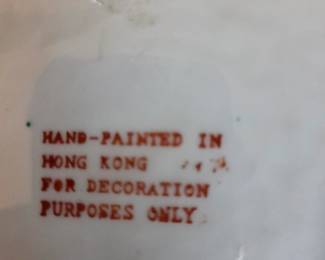 HAND-PAINTED IN
HONG KONG
FOR DECORATION
PURPOSES ONLY